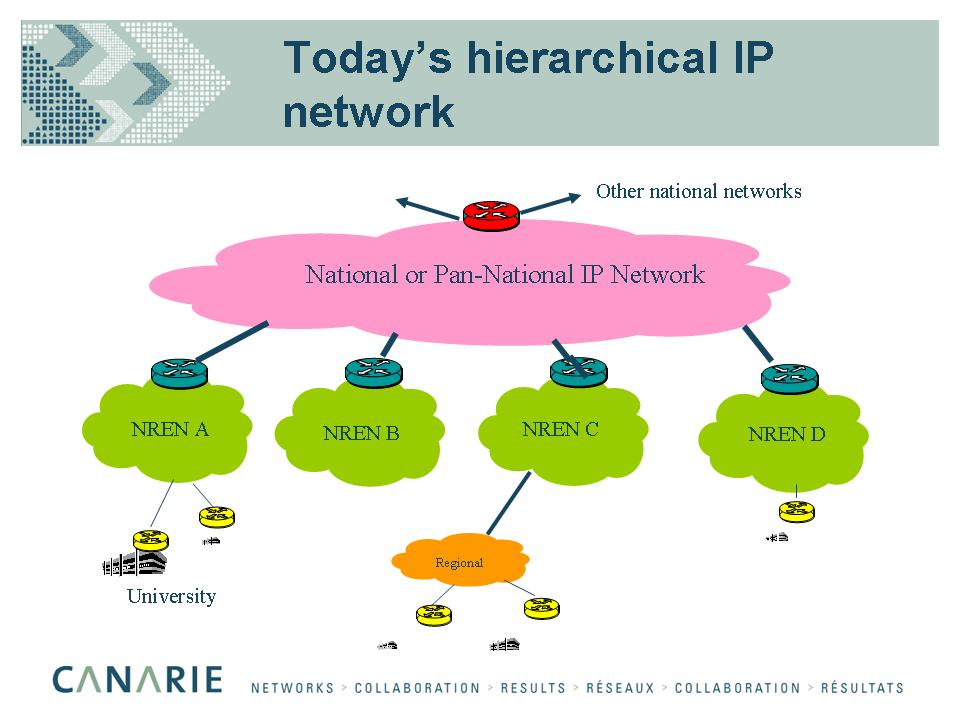 Today's hierarchical IP
network
Other national networks
National or Pan-National IP Network
NREN A
NREN B
NREN C
NREN D
Regional
University
CANARIE
NETWORKS > COLLABORATION > RESULTS > RÉSEAUX > COLLABORATION > RÉSULTATS